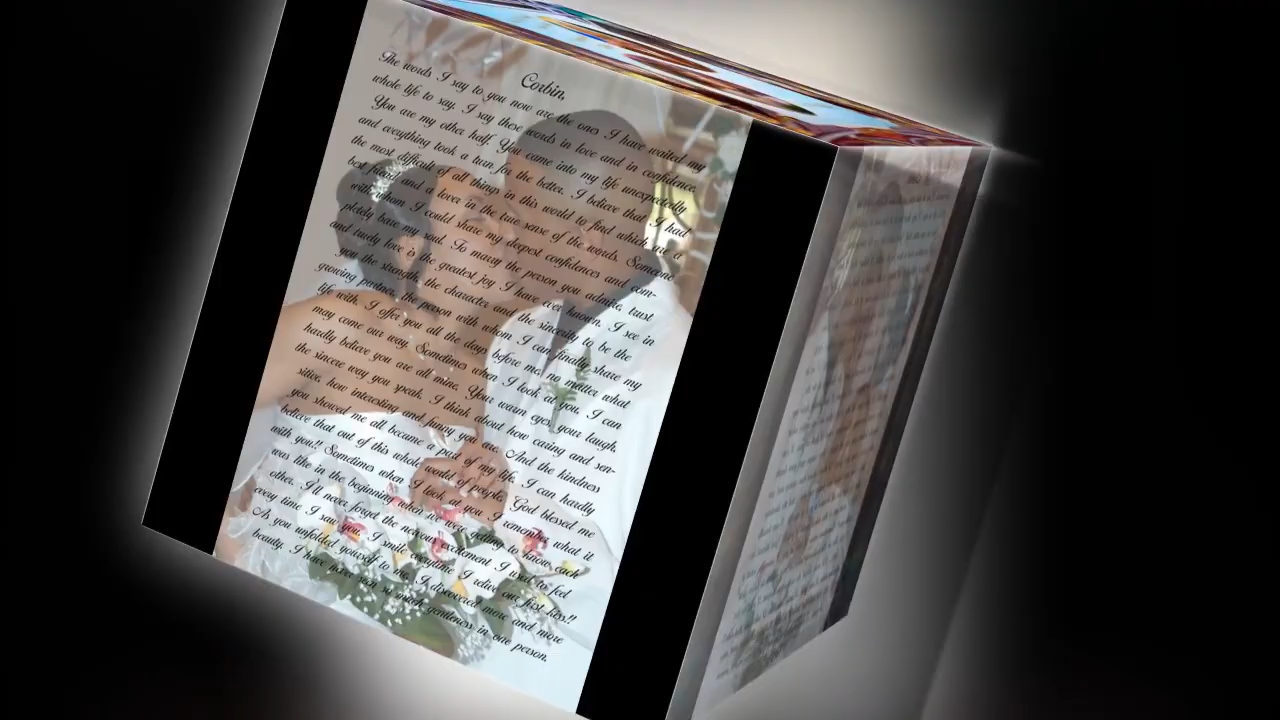 Corbin,
The words I say to you now are the ones I have waited my
whole life to say. I say these words in love and in confidence.
You are my other half. You came into my life unexpectedly
and everything took a turn for the better. I believe that I had
the most difficult of all things in this world to find which are a
best friend and a lover in the true sense of the words. Someone
with whom I could share my deepest confidences and com-
pletely bare my soul. To marry the person you admire, trust
and truely love is the greatest joy I have ever known. I see in
you the strength, the character and the sincerity to be the
growing partner, the person with whom I can finally share my
life with. I offer you all the days before me, no matter what
may come our way. Sometimes when I look at you, I can
hardly believe you are all mine. Your warm eyes, your laugh,
the sincere way you speak. I think about how caring and sen-
sitive, how interesting and funny you are. And the kindness
you showed me all became a part of my life. I can hardly
believe that out of this whole world of people, God blessed me
with you!! Sometimes when I look at you I remember what it
was like in the beginning when we were getting to know each
other. I'll never forget the nervous excitement I used to feel
every time I saw you. I smile everytime I relive our first kiss!!
As you unfolded yourself to me, I discovered more and more
beauty. I have never seen so much gentleness in one person.